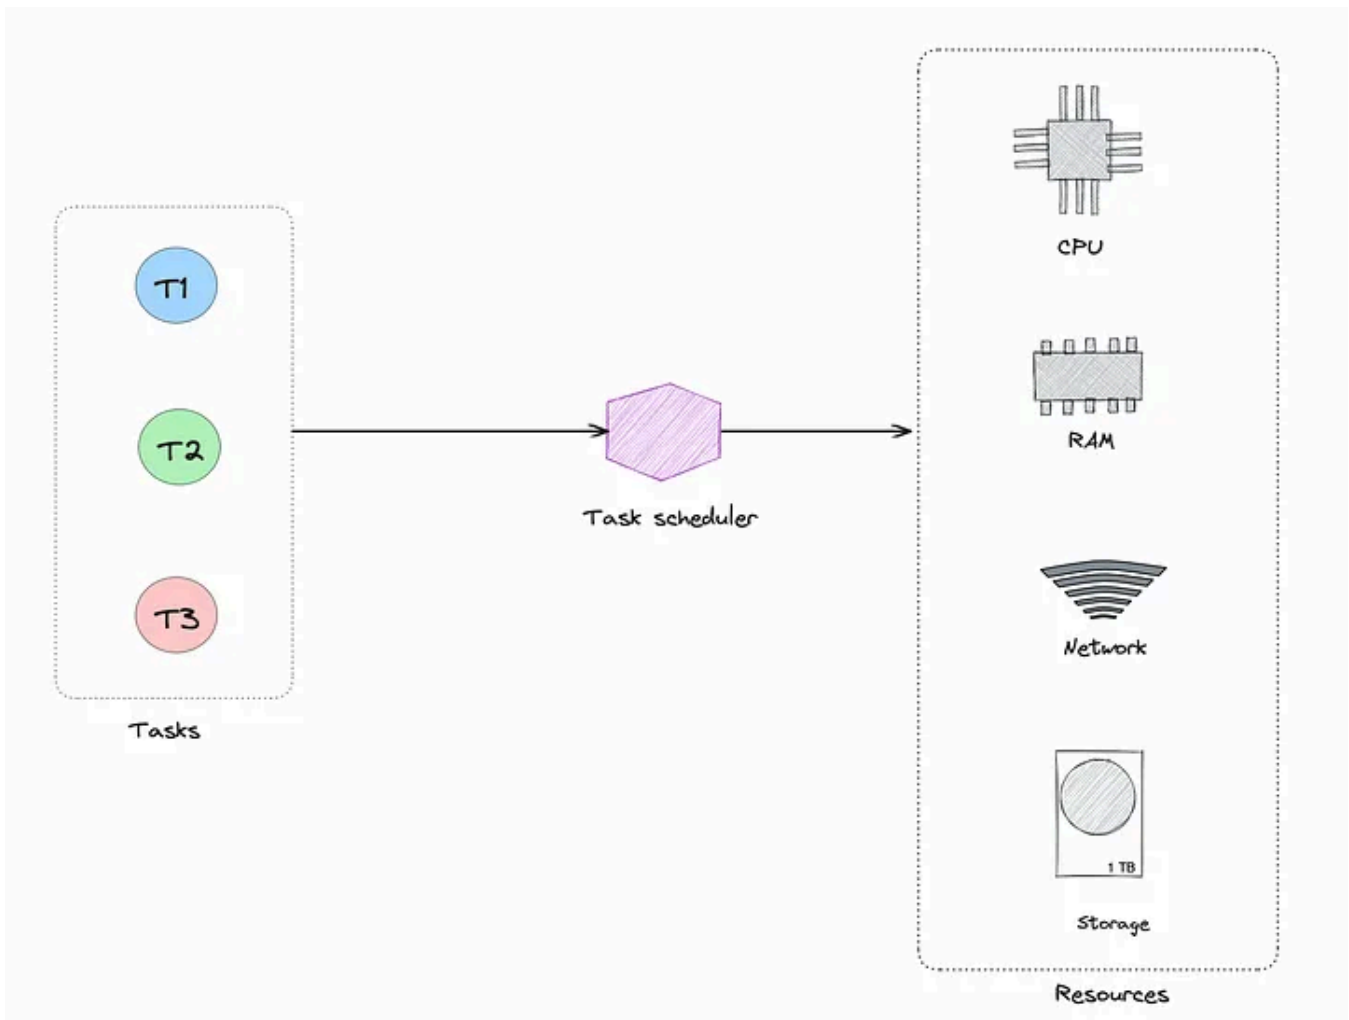 T1
T2
T3
Tasks
Task scheduler
CPU
RAM
Network
1 TB
Storage
Resources